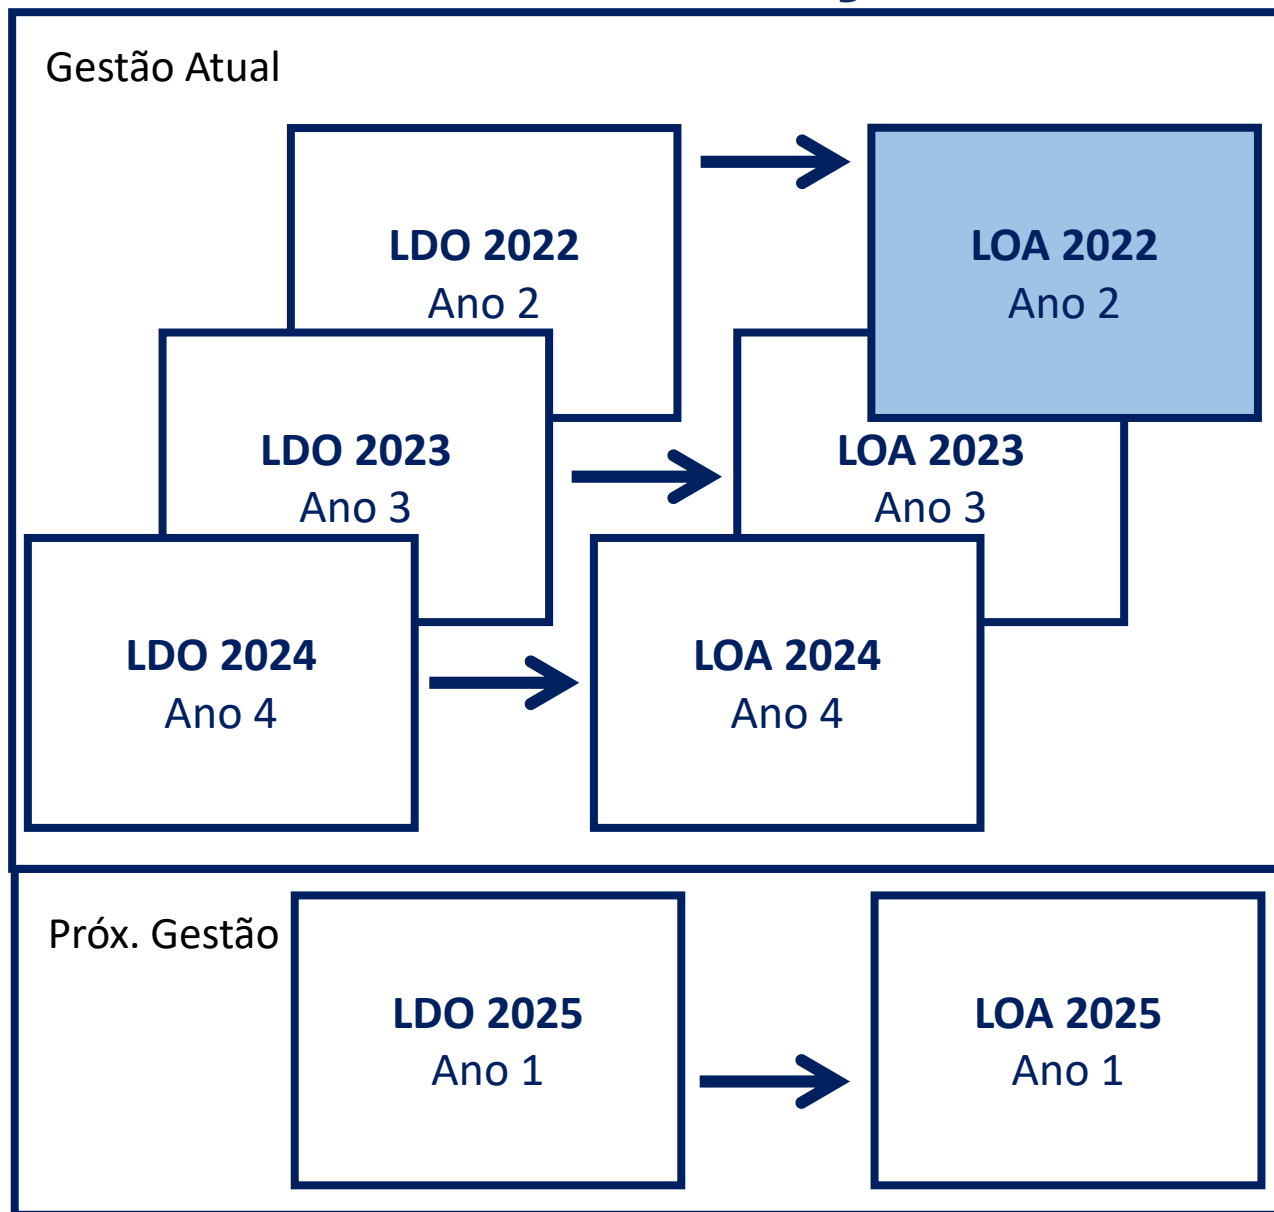 Gestão Atual
LDO 2022
Ano 2
LOA 2022
Ano 2
LDO 2023
Ano 3
LOA 2023
Ano 3
LDO 2024
Ano 4
LOA 2024
Ano 4
Próx. Gestão
LDO 2025
Ano 1
LOA 2025
Ano 1